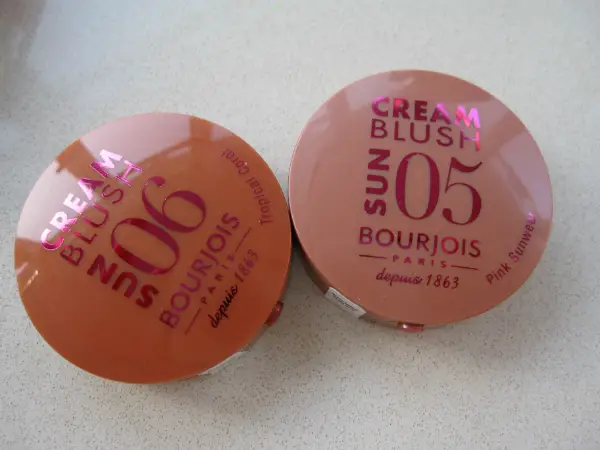 CREAM
BLUSH
SUN
06
Tropical Coral
BOURJOIS
PARIS
depuis 1863
CREAM
BLUSH
SUN
05
BOURJOIS
PARIS
depuis 1863
Pink Sunwear